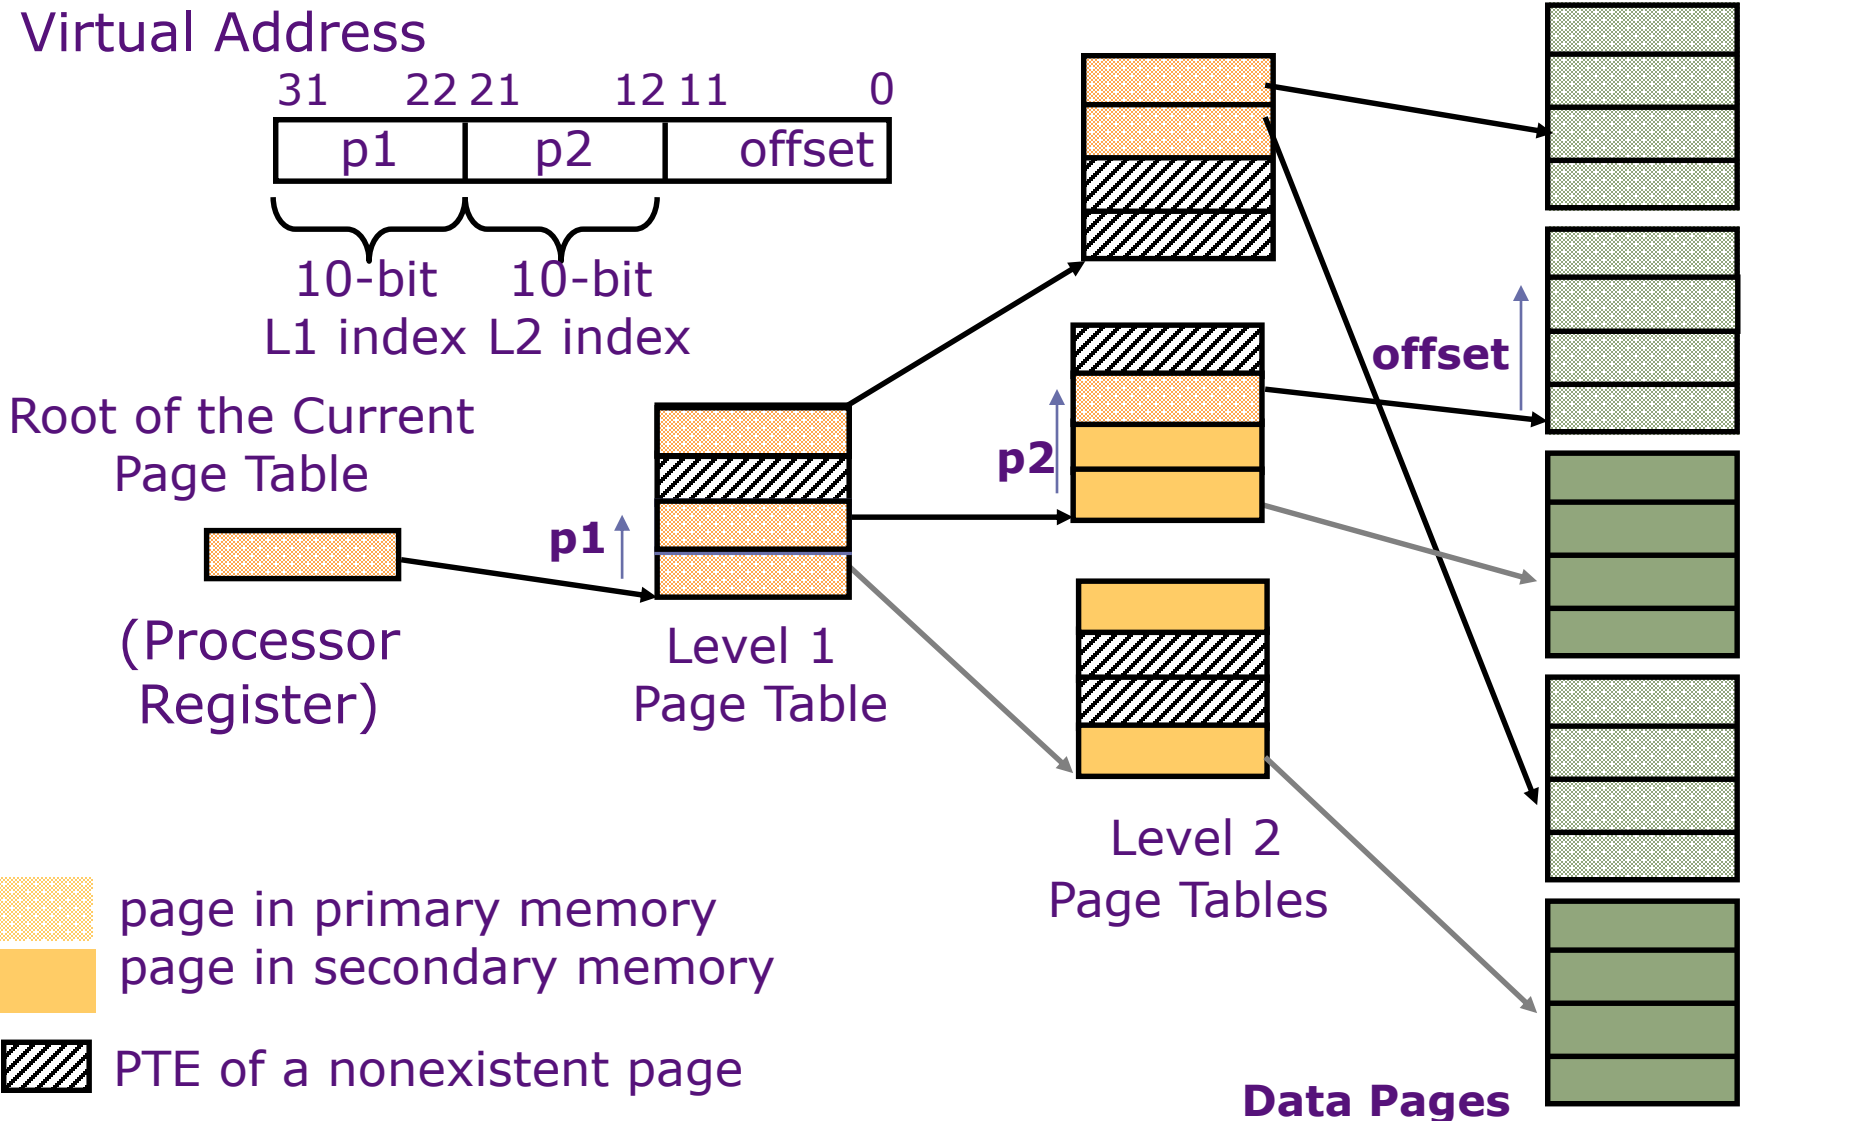 Virtual Address
31 22 21 12 11 0
p1 p2 offset
10-bit 10-bit
L1 index L2 index
Root of the Current
Page Table
(Processor
Register)
p1
Level 1
Page Table
p2
offset
Level 2
Page Tables
page in primary memory
page in secondary memory
PTE of a nonexistent page
Data Pages